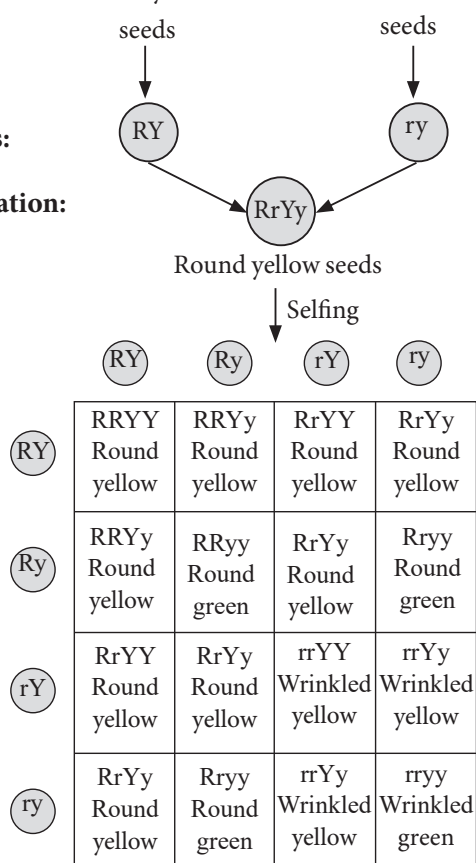 seeds seeds
s: RY ry
ation:
RrYy
Round yellow seeds
Selfing
RY Ry rY ry
RY RRYY RRYy RrYY RrYy
Round Round Round Round
yellow yellow yellow yellow
Ry RRYy RRyy RrYy Rryy
Round Round Round Round
yellow green yellow green
rY RrYY RrYy rrYY rrYy
Round Round Wrinkled Wrinkled
yellow yellow yellow yellow
ry RrYy Rryy rrYy rryy
Round Round Wrinkled Wrinkled
yellow green yellow green